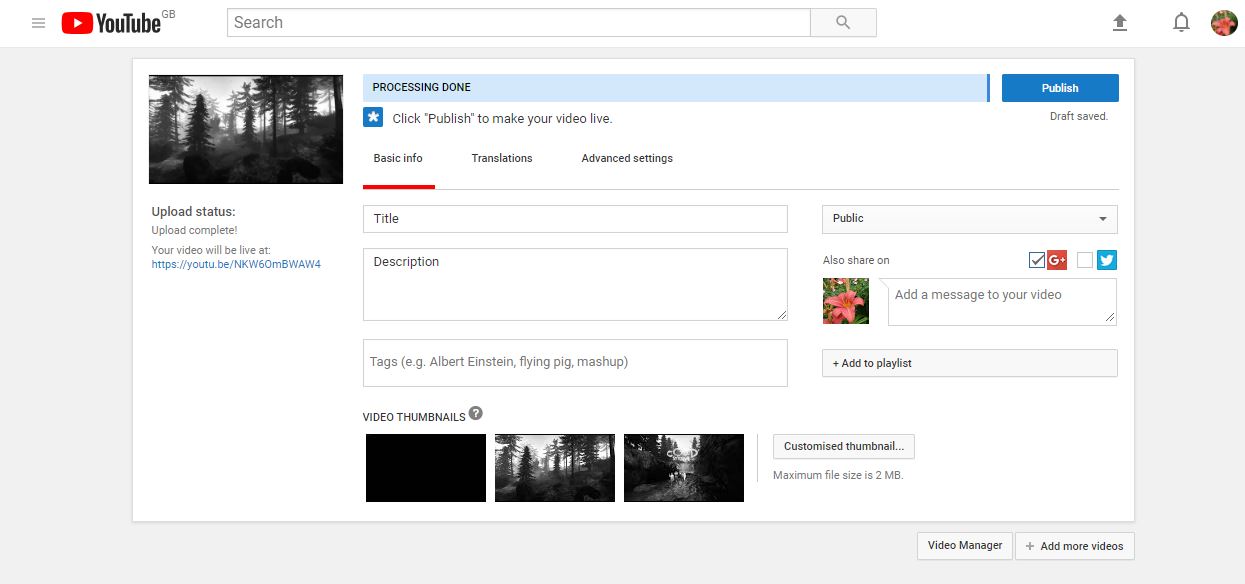 YouTube GB
Search
PROCESSING DONE
Publish
Click "Publish" to make your video live.
Draft saved.
Basic info
Translations
Advanced settings
Upload status:
Upload complete!
Your video will be live at:
https://youtu.be/NKW6OmBWAW4
Title
Description
Tags (e.g. Albert Einstein, flying pig, mashup)
Public
Also share on
G+
Add a message to your video
+ Add to playlist
VIDEO THUMBNAILS ?
Customised thumbnail...
Maximum file size is 2 MB.
Video Manager
+ Add more videos